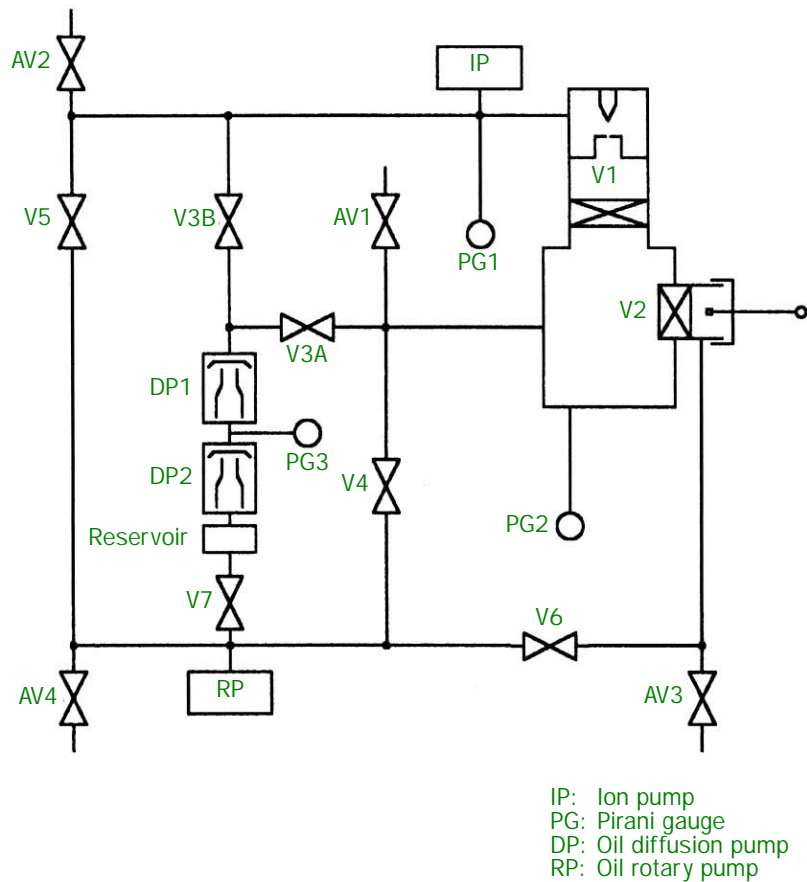 AV2
IP
V1
V5
V3B
AV1
PG1
V2
V3A
DP1
PG3
DP2
V4
Reservoir
PG2
V7
V6
RP
AV4
AV3
IP: Ion pump
PG: Pirani gauge
DP: Oil diffusion pump
RP: Oil rotary pump